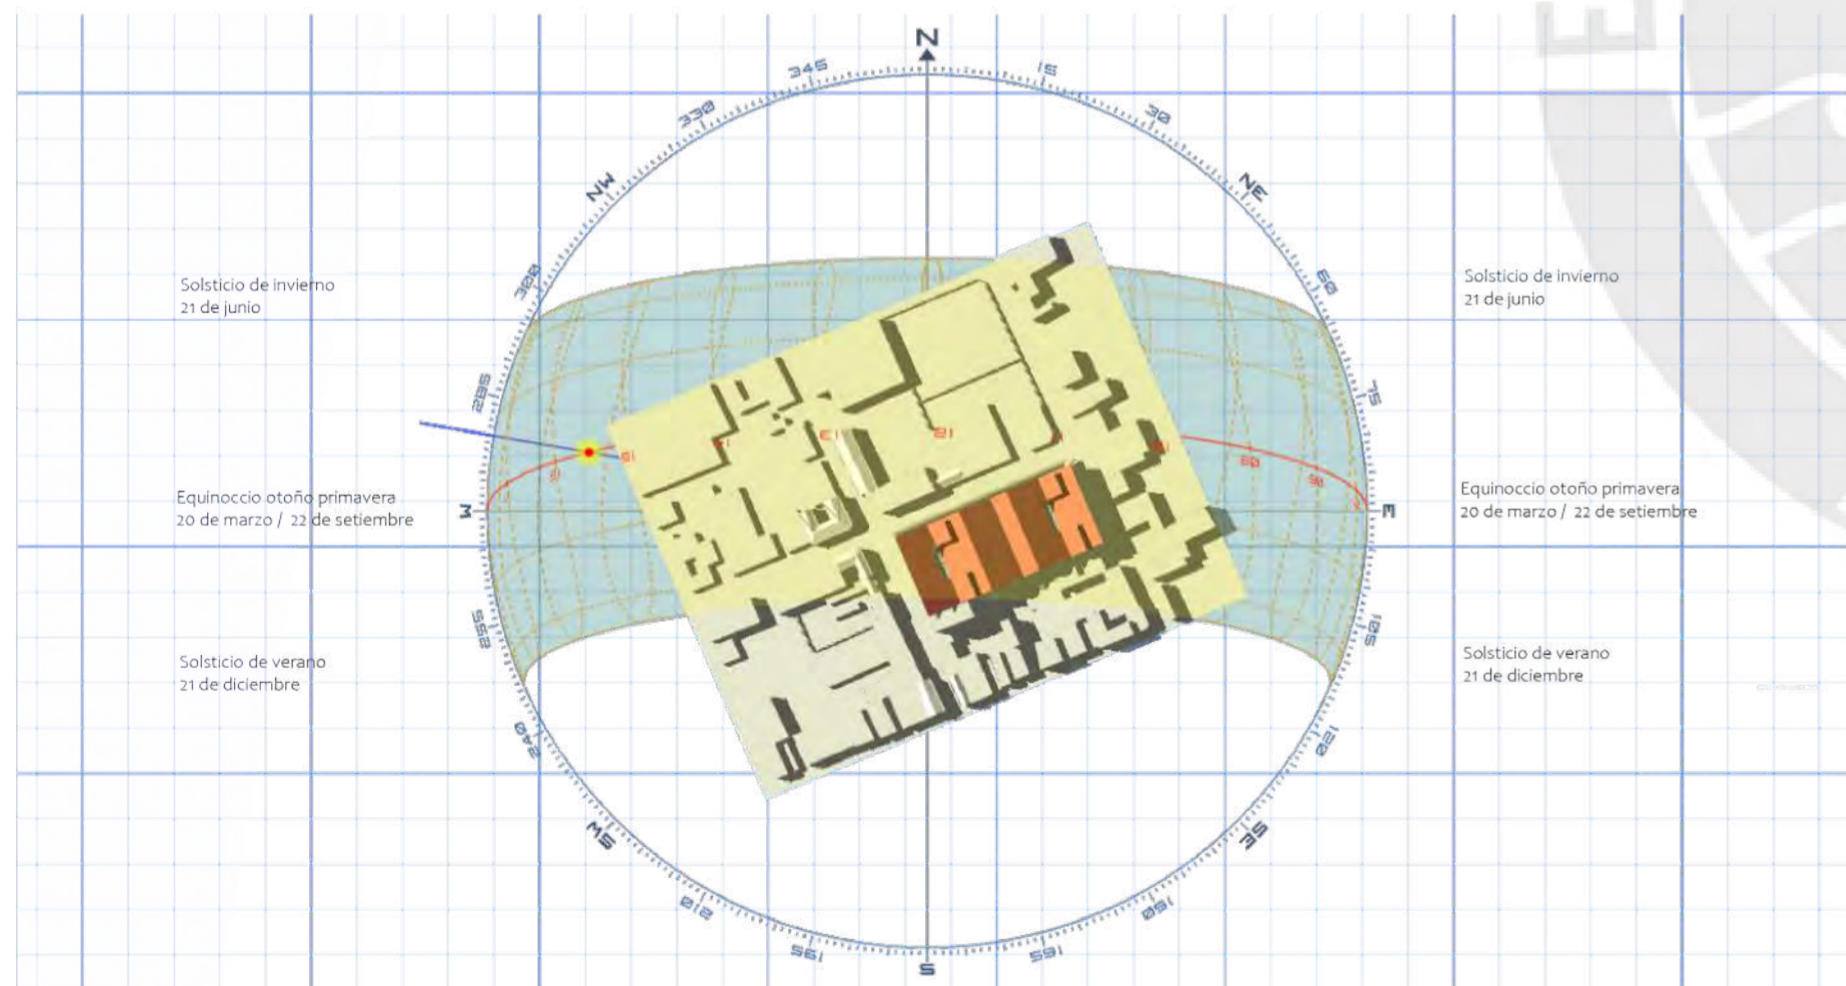 N
345
15
330
30
NW
NE
Solsticio de invierno
21 de junio
300
60
Solsticio de invierno
21 de junio
285
75
13
12
Equinoccio otoño primavera
20 de marzo / 22 de setiembre
E
Equinoccio otoño primavera
20 de marzo / 22 de setiembre
255
105
Solsticio de verano
21 de diciembre
Solsticio de verano
21 de diciembre
240
120
SW
SE
210
150
195
165
S
E